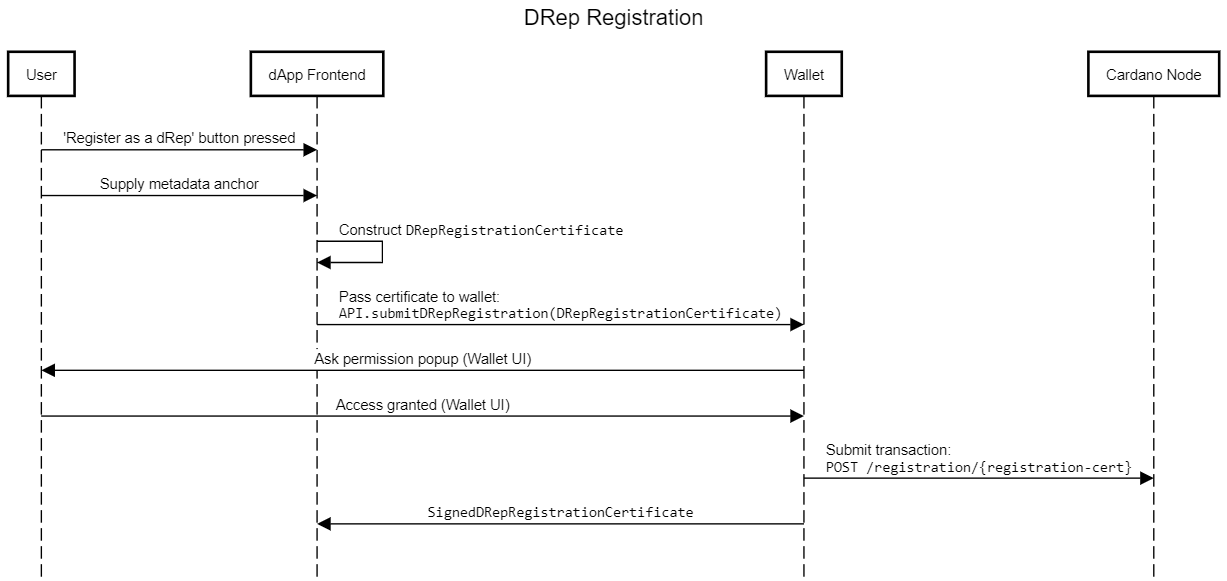 DRep Registration
User
dApp Frontend
Wallet
Cardano Node
'Register as a dRep' button pressed
Supply metadata anchor
Construct DRepRegistrationCertificate
Pass certificate to wallet:
API.submitDRepRegistration(DRepRegistrationCertificate)
Ask permission popup (Wallet UI)
Access granted (Wallet UI)
Submit transaction:
POST /registration/{registration-cert}
SignedDRepRegistrationCertificate